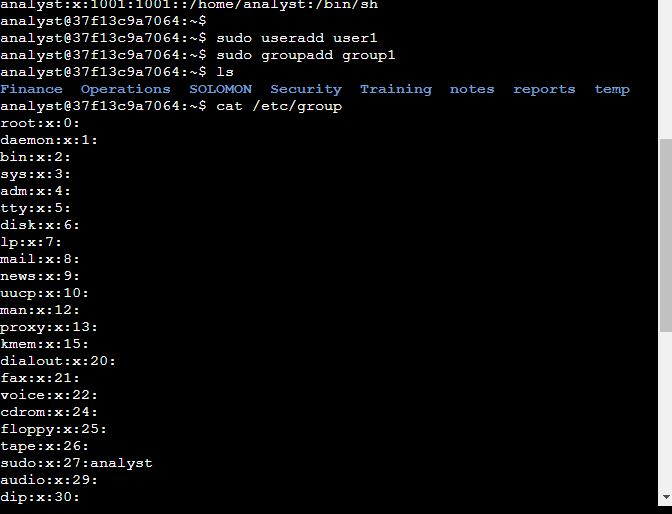 analyst:x:1001:1001::/home/analyst:/bin/sh
analyst@37f13c9a7064:~$
analyst@37f13c9a7064:~$ sudo useradd user1
analyst@37f13c9a7064:~$ sudo groupadd group1
analyst@37f13c9a7064:~$ ls
Finance  Operations  SOLOMON  Security  Training  notes  reports  temp
analyst@37f13c9a7064:~$ cat /etc/group
root:x:0:
daemon:x:1:
bin:x:2:
sys:x:3:
adm:x:4:
tty:x:5:
disk:x:6:
lp:x:7:
mail:x:8:
news:x:9:
uucp:x:10:
man:x:12:
proxy:x:13:
kmem:x:15:
dialout:x:20:
fax:x:21:
voice:x:22:
cdrom:x:24:
floppy:x:25:
tape:x:26:
sudo:x:27:analyst
audio:x:29:
dip:x:30: